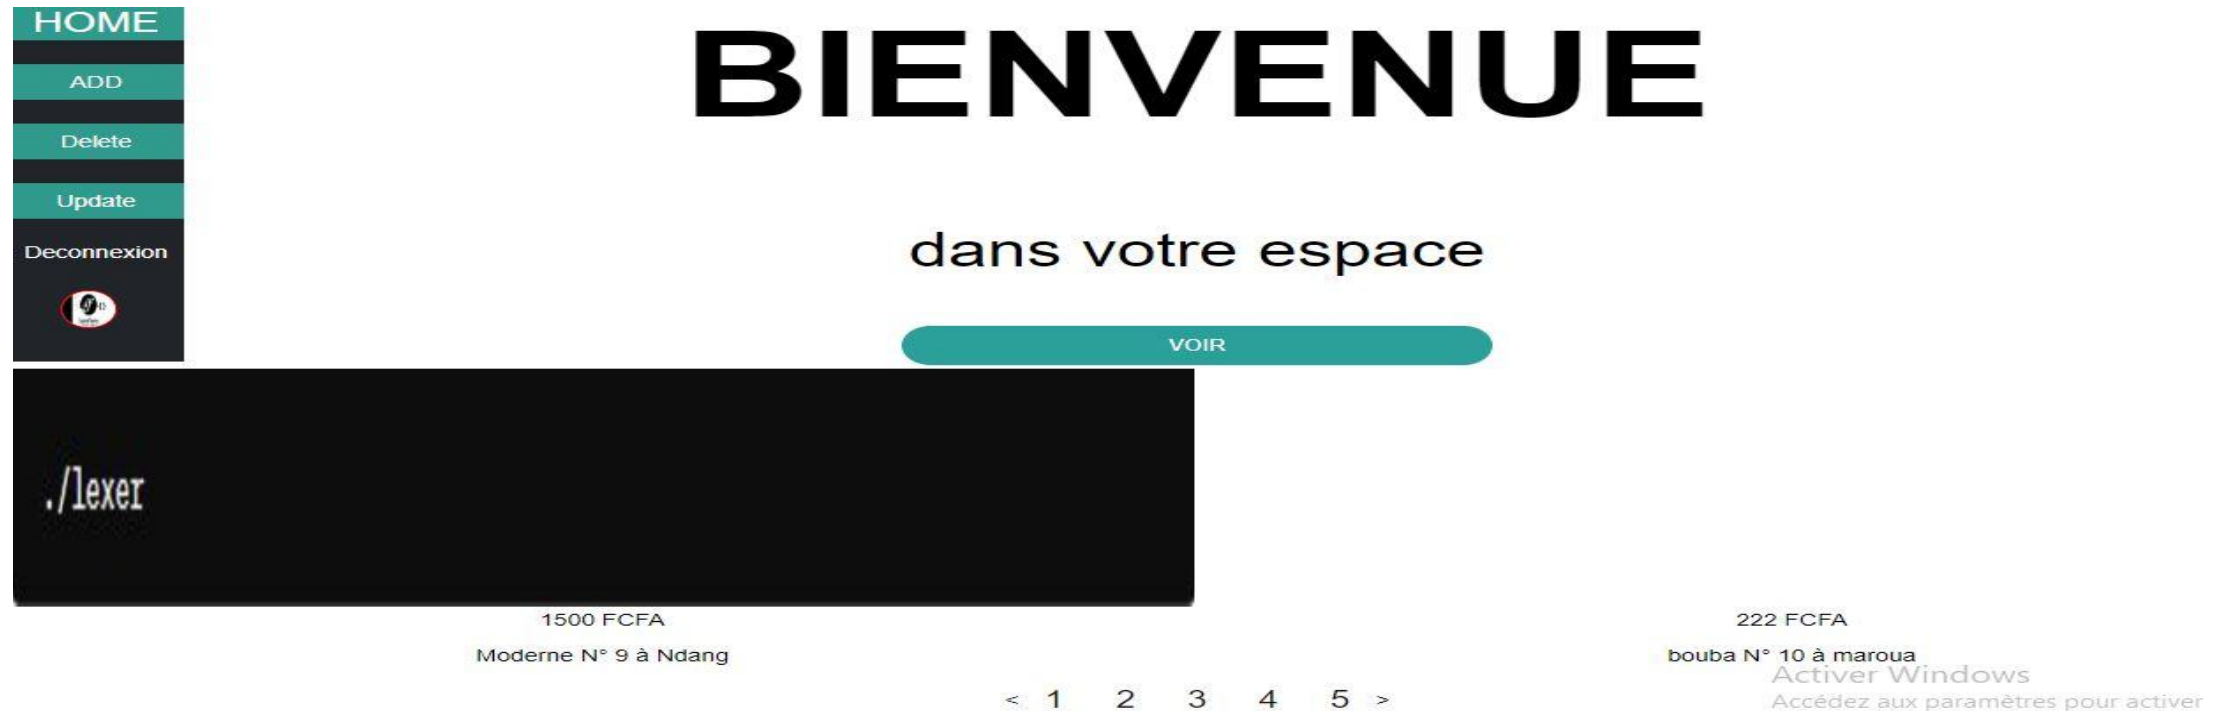 HOME
ADD
Delete
Update
Deconnexion
BIENVENUE
dans votre espace
VOIR
./lexer
1500 FCFA
Moderne N° 9 à Ndang
222 FCFA
bouba N° 10 à maroua
< 1 2 3 4 5 >
Activer Windows
Accédez aux paramètres pour activer